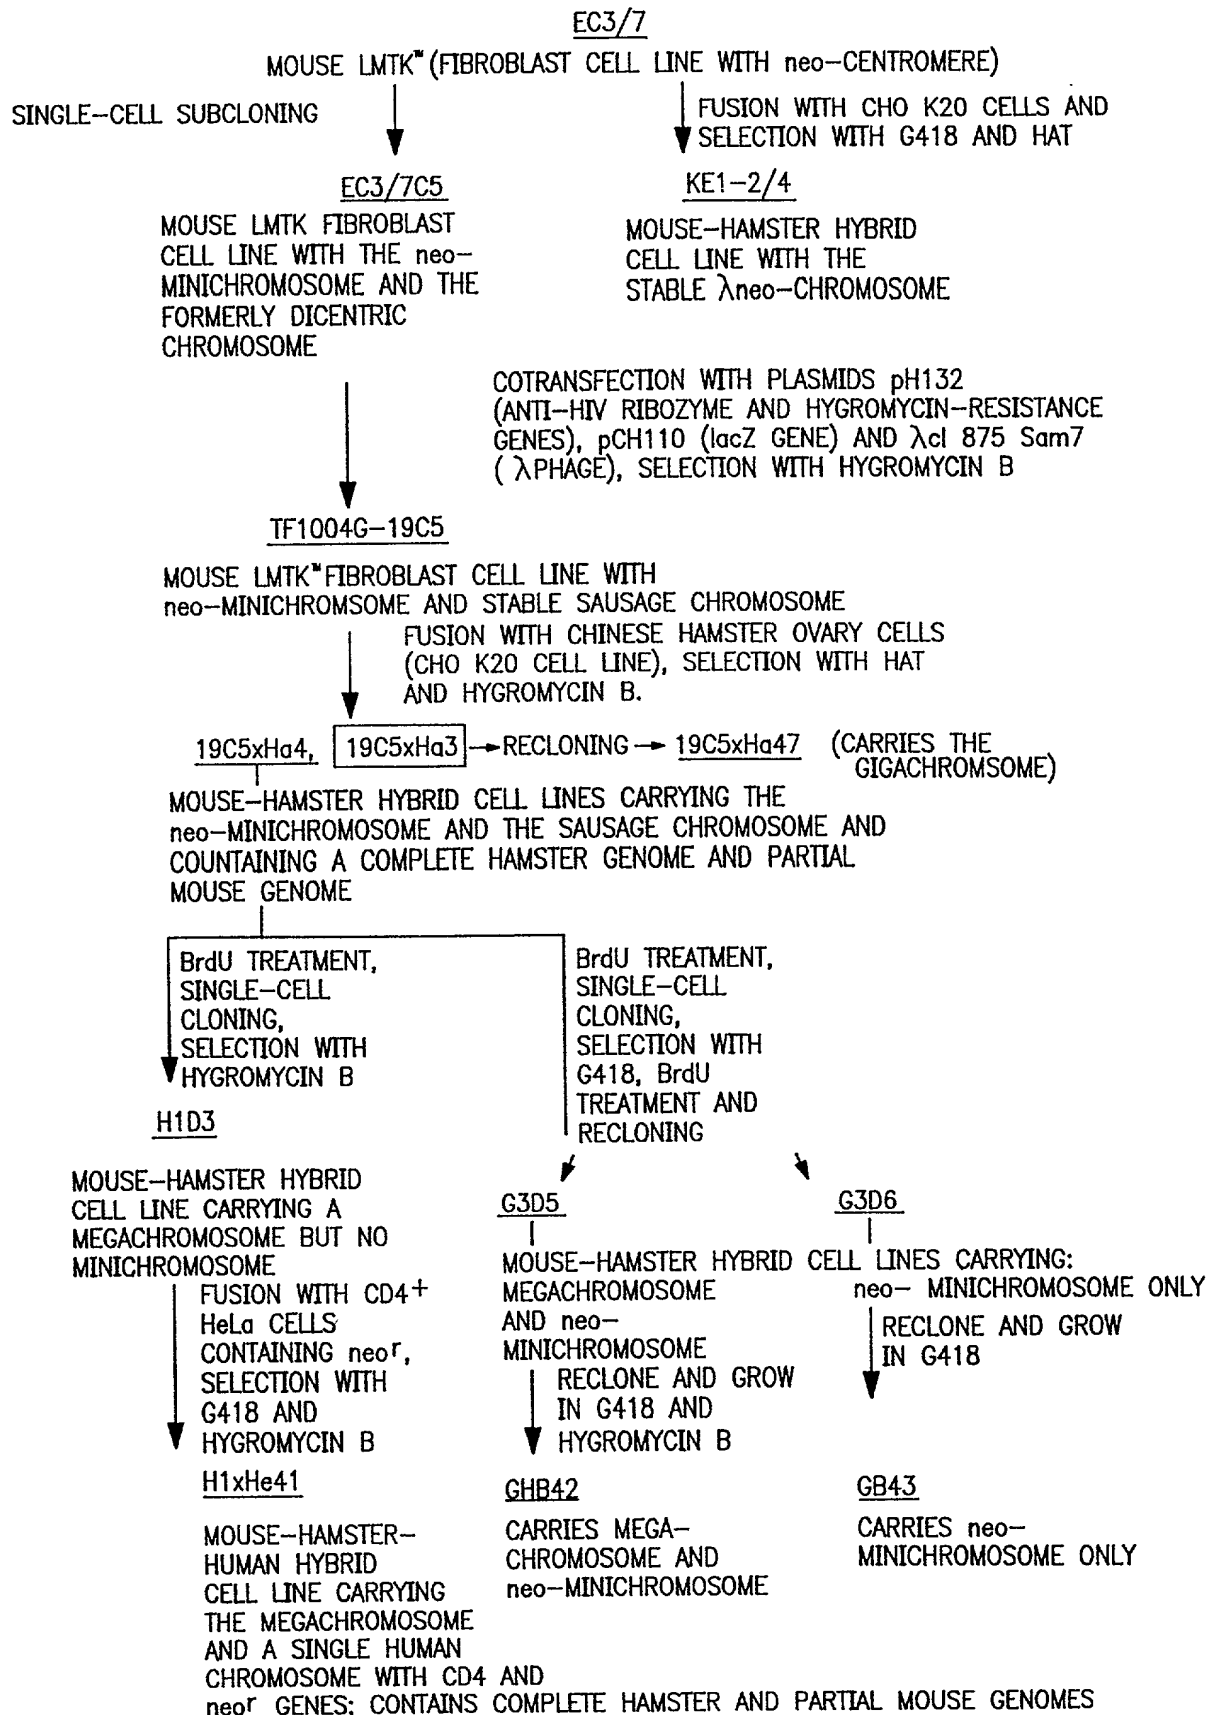 EC3/7
MOUSE LMTK⁻ (FIBROBLAST CELL LINE WITH neo-CENTROMERE)
SINGLE-CELL SUBCLONING
FUSION WITH CHO K20 CELLS AND
SELECTION WITH G418 AND HAT
EC3/7C5
MOUSE LMTK FIBROBLAST
CELL LINE WITH THE neo-
MINICHROMOSOME AND THE
FORMERLY DICENTRIC
CHROMOSOME
KE1-2/4
MOUSE-HAMSTER HYBRID
CELL LINE WITH THE
STABLE λneo-CHROMOSOME
COTRANSFECTION WITH PLASMIDS pH132
(ANTI-HIV RIBOZYME AND HYGROMYCIN-RESISTANCE
GENES), pCH110 (lacZ GENE) AND λcl 875 Sam7
( λPHAGE), SELECTION WITH HYGROMYCIN B
TF1004G-19C5
MOUSE LMTK⁻ FIBROBLAST CELL LINE WITH
neo-MINICHROMSOME AND STABLE SAUSAGE CHROMOSOME
FUSION WITH CHINESE HAMSTER OVARY CELLS
(CHO K20 CELL LINE), SELECTION WITH HAT
AND HYGROMYCIN B.
19C5xHa4, 19C5xHa3 → RECLONING → 19C5xHa47 (CARRIES THE
GIGACHROMSOME)
MOUSE-HAMSTER HYBRID CELL LINES CARRYING THE
neo-MINICHROMOSOME AND THE SAUSAGE CHROMOSOME AND
COUNTAINING A COMPLETE HAMSTER GENOME AND PARTIAL
MOUSE GENOME
BrdU TREATMENT,
SINGLE-CELL
CLONING,
SELECTION WITH
HYGROMYCIN B
BrdU TREATMENT,
SINGLE-CELL
CLONING,
SELECTION WITH
G418, BrdU
TREATMENT AND
RECLONING
H1D3
MOUSE-HAMSTER HYBRID
CELL LINE CARRYING A
MEGACHROMOSOME BUT NO
MINICHROMOSOME
G3D5
G3D6
MOUSE-HAMSTER HYBRID CELL LINES CARRYING:
MEGACHROMOSOME
AND neo-
MINICHROMOSOME
neo- MINICHROMOSOME ONLY
FUSION WITH CD4+
HeLa CELLS
CONTAINING neoʳ,
SELECTION WITH
G418 AND
HYGROMYCIN B
RECLONE AND GROW
IN G418 AND
HYGROMYCIN B
RECLONE AND GROW
IN G418
H1xHe41
MOUSE-HAMSTER-
HUMAN HYBRID
CELL LINE CARRYING
THE MEGACHROMOSOME
AND A SINGLE HUMAN
CHROMOSOME WITH CD4 AND
neoʳ GENES; CONTAINS COMPLETE HAMSTER AND PARTIAL MOUSE GENOMES
GHB42
CARRIES MEGA-
CHROMOSOME AND
neo-MINICHROMOSOME
GB43
CARRIES neo-
MINICHROMOSOME ONLY